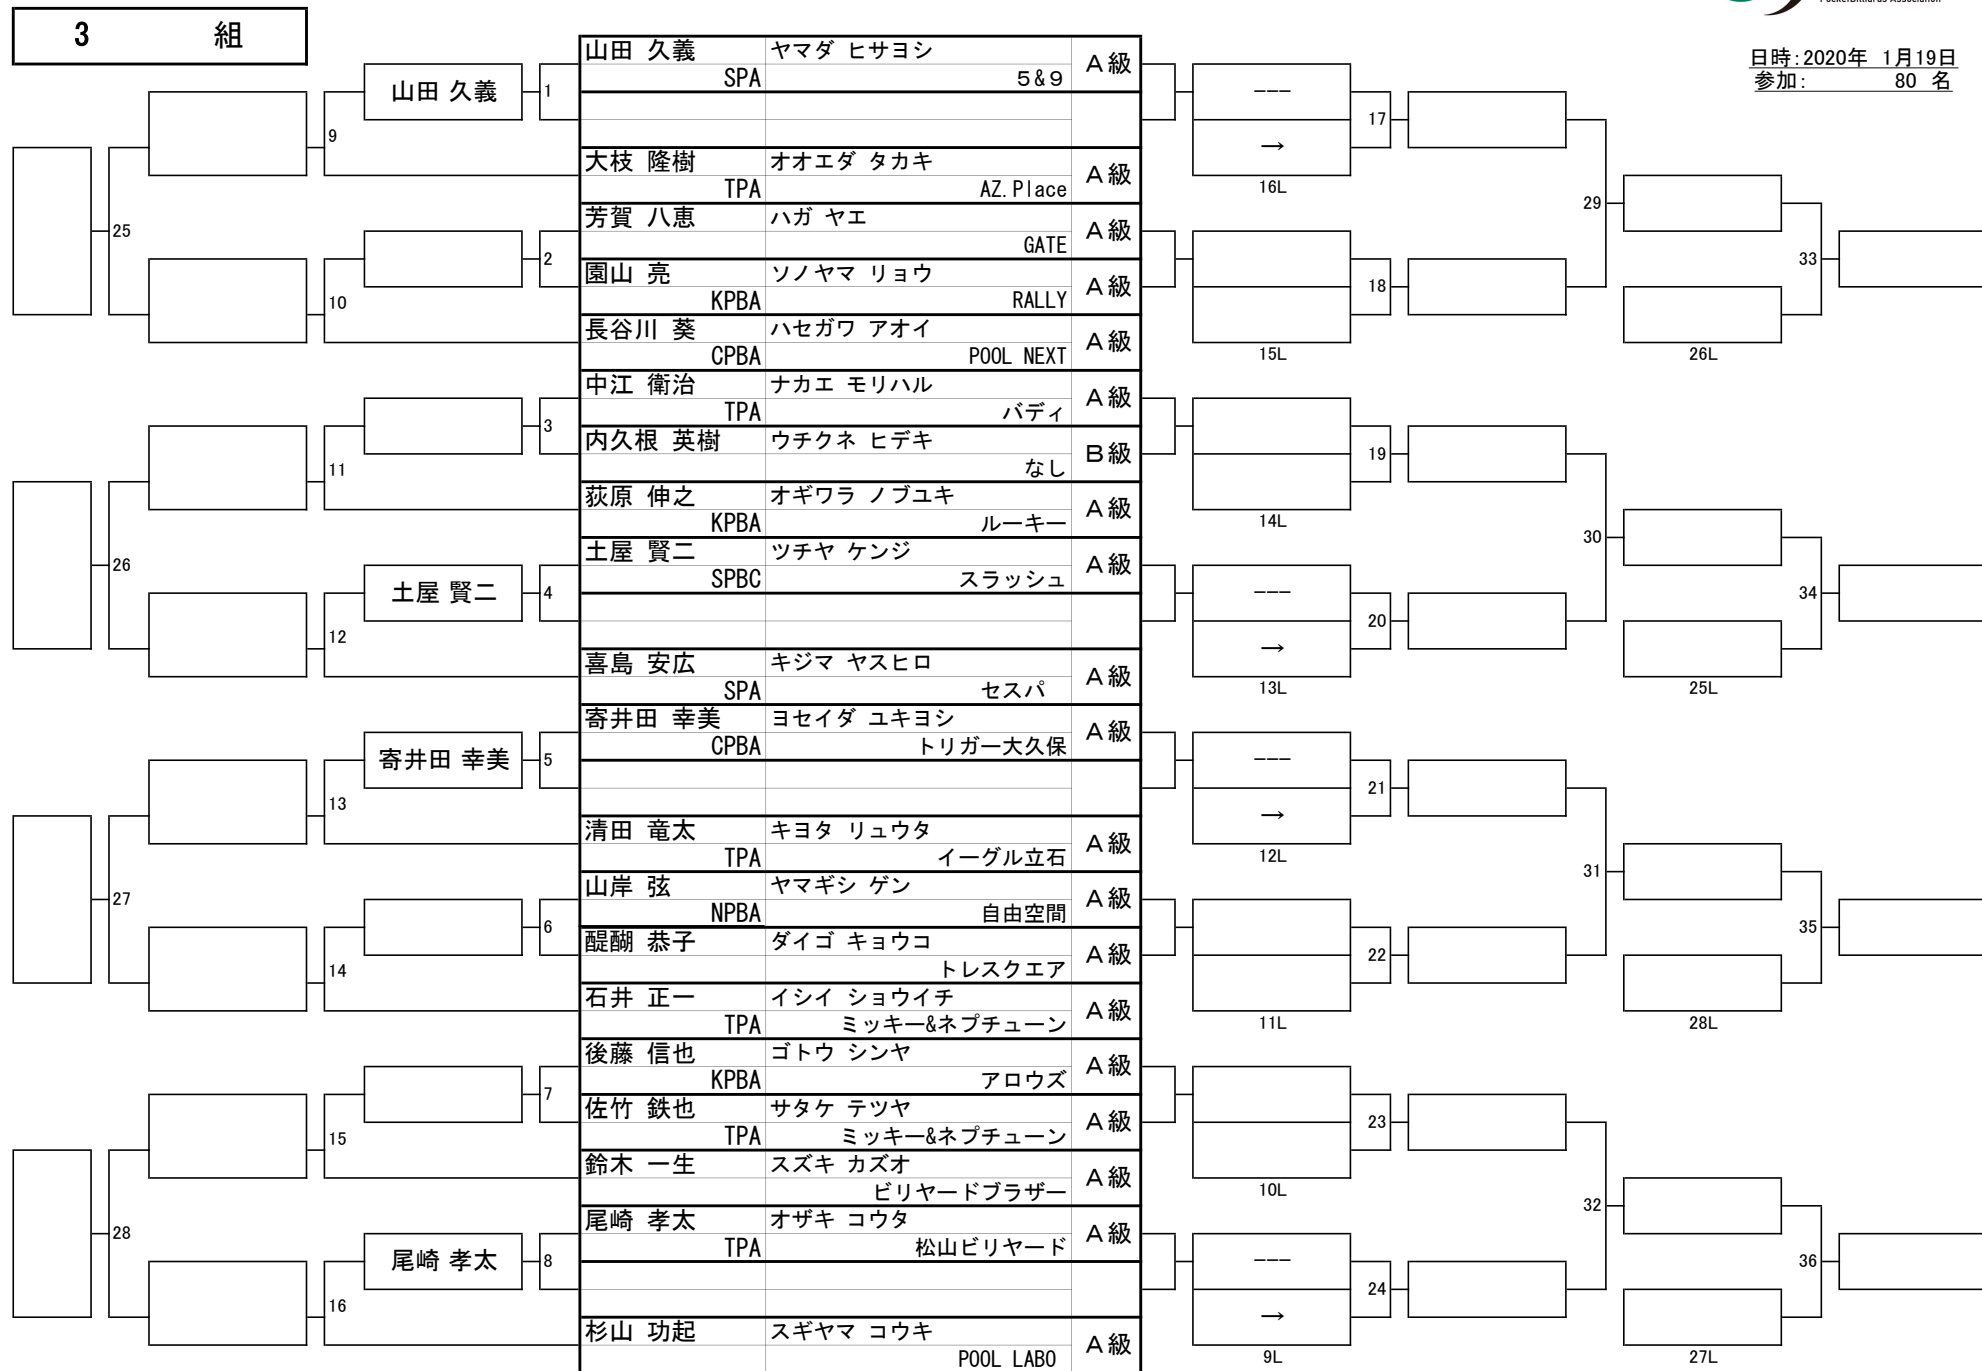 3 組
日時:2020年 1月19日
参加: 80 名
山田 久義 ヤマダ ヒサヨシ A級
SPA 5&9
大枝 隆樹 オオエダ タカキ A級
TPA AZ.Place
芳賀 八恵 ハガ ヤエ A級
GATE
園山 亮 ソノヤマ リョウ A級
KPBA RALLY
長谷川 葵 ハセガワ アオイ A級
CPBA POOL NEXT
中江 衛治 ナカエ モリハル A級
TPA バディ
内久根 英樹 ウチクネ ヒデキ B級
なし
荻原 伸之 オギワラ ノブユキ A級
KPBA ルーキー
土屋 賢二 ツチヤ ケンジ A級
SPBC スラッシュ
喜島 安広 キジマ ヤスヒロ A級
SPA セスパ
寄井田 幸美 ヨセイダ ユキヨシ A級
CPBA トリガー大久保
清田 竜太 キヨタ リュウタ A級
TPA イーグル立石
山岸 弦 ヤマギシ ゲン A級
NPBA 自由空間
醍醐 恭子 ダイゴ キョウコ A級
トレスクエア
石井 正一 イシイ ショウイチ A級
TPA ミッキー&ネプチューン
後藤 信也 ゴトウ シンヤ A級
KPBA アロウズ
佐竹 鉄也 サタケ テツヤ A級
TPA ミッキー&ネプチューン
鈴木 一生 スズキ カズオ A級
ビリヤードブラザー
尾崎 孝太 オザキ コウタ A級
TPA 松山ビリヤード
杉山 功起 スギヤマ コウキ A級
POOL LABO
山田 久義 1
9
25
2
10
3
11
26
土屋 賢二 4
12
寄井田 幸美 5
13
27
6
14
7
15
28
尾崎 孝太 8
16
---
17
→
16L
29
18
15L
33
26L
19
14L
30
---
20
→
13L
34
25L
---
21
→
12L
31
22
11L
35
28L
23
10L
32
---
24
→
9L
36
27L